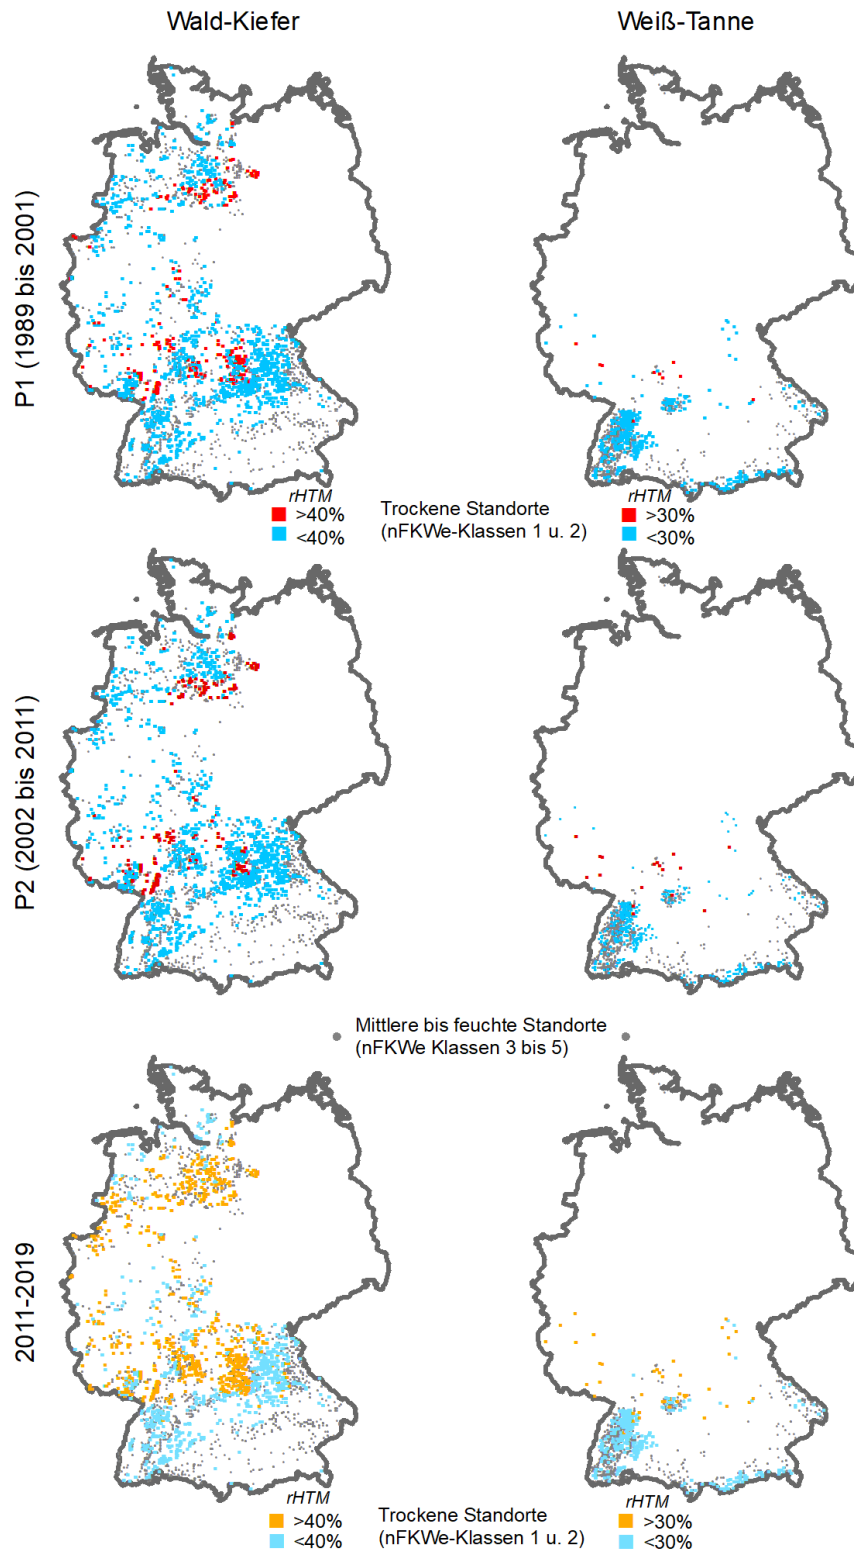 Wald-Kiefer
Weiß-Tanne
P1 (1989 bis 2001)
rHTM
>40%
<40%
Trockene Standorte
(nFKWe-Klassen 1 u. 2)
rHTM
>30%
<30%
P2 (2002 bis 2011)
Mittlere bis feuchte Standorte
(nFKWe Klassen 3 bis 5)
2011-2019
rHTM
>40%
<40%
Trockene Standorte
(nFKWe-Klassen 1 u. 2)
rHTM
>30%
<30%